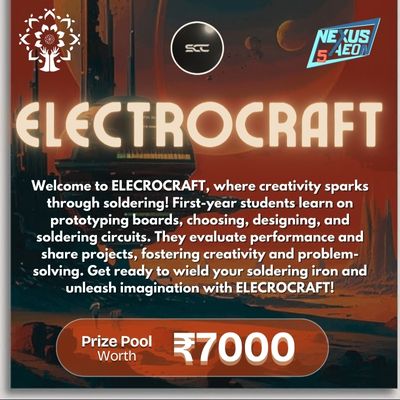 SCC
NEXUS
5 AEON
ELECTROCRAFT
Welcome to ELECROCRAFT, where creativity sparks
through soldering! First-year students learn on
prototyping boards, choosing, designing, and
soldering circuits. They evaluate performance and
share projects, fostering creativity and problem-
solving. Get ready to wield your soldering iron and
unleash imagination with ELECROCRAFT!
Prize Pool
Worth
₹7000